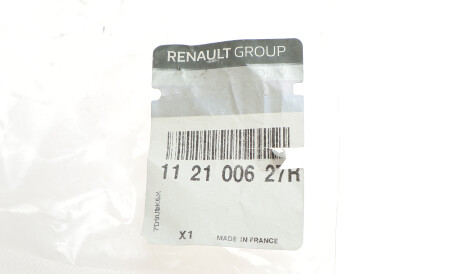 RENAULT GROUP
11 21 006 27R
X1 MADE IN FRANCE